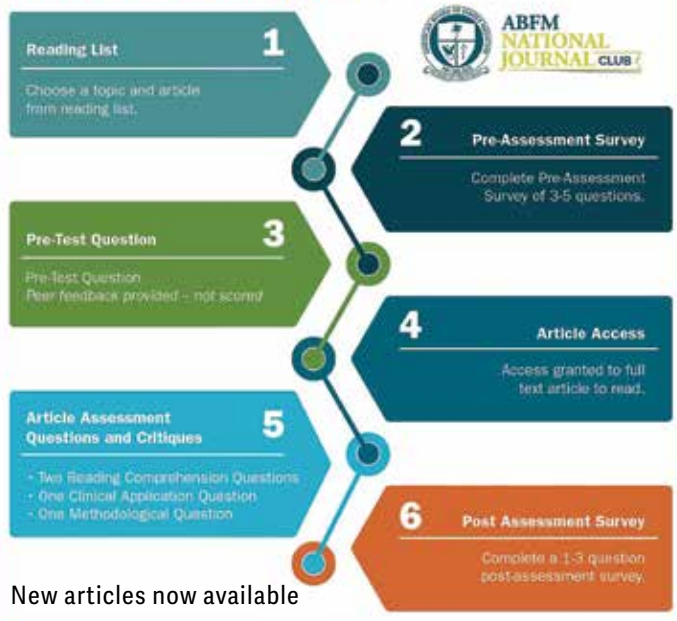 ABFM
NATIONAL
JOURNAL CLUB
Reading List
1
Choose a topic and article
from reading list.
2
Pre-Assessment Survey
Complete Pre-Assessment
Survey of 3-5 questions.
Pre-Test Question
3
Pre-Test Question
Peer feedback provided – not scored
4
Article Access
Access granted to full
text article to read.
Article Assessment
Questions and Critiques
5
• Two Reading Comprehension Questions
• One Clinical Application Question
• One Methodological Question
6
Post Assessment Survey
Complete a 1-3 question
post-assessment survey.
New articles now available